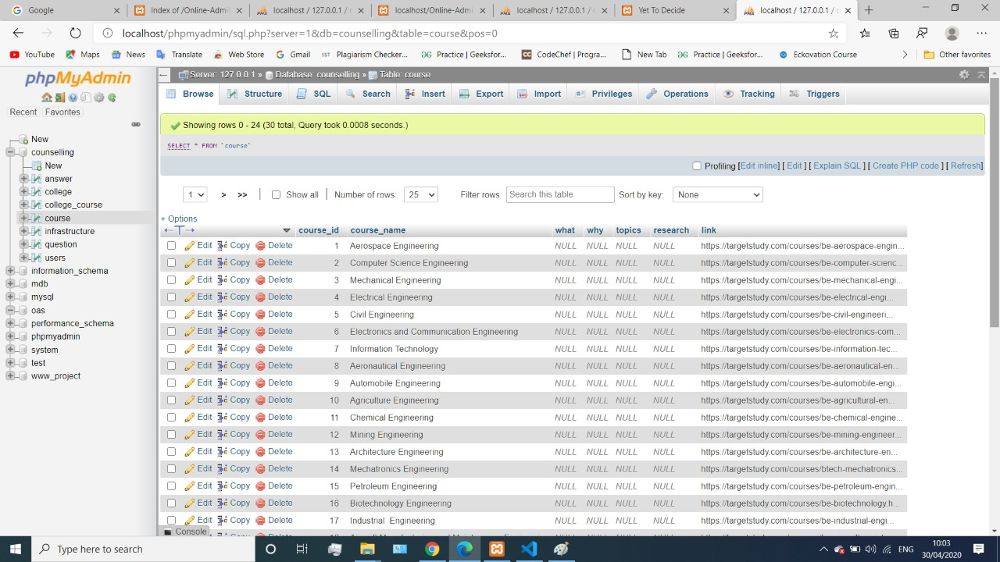 Google
Index of /Online-Admis
localhost / 127.0.0.1 /
localhost/Online-Admi
localhost / 127.0.0.1 / c
Yet To Decide
localhost / 127.0.0.1 / c
localhost/phpmyadmin/sql.php?server=1&db=counselling&table=course&pos=0
YouTube Maps News Translate Web Store Gmail Plagiarism Checker... Practice | Geeksfor... CodeChef | Progra... New Tab Practice | Geeksfor... Eckovation Course Other favorites
phpMyAdmin
Recent Favorites
New
counselling
New
answer
college
college_course
course
infrastructure
question
users
information_schema
mdb
mysql
oas
performance_schema
phpmyadmin
system
test
www_project
Server: 127.0.0.1 » Database: counselling » Table: course
Browse Structure SQL Search Insert Export Import Privileges Operations Tracking Triggers
Showing rows 0 - 24 (30 total, Query took 0.0008 seconds.)
SELECT * FROM `course`
Profiling [Edit inline] [ Edit ] [ Explain SQL ] [ Create PHP code ] [ Refresh]
1 > >> | Show all | Number of rows: 25 Filter rows: Search this table Sort by key: None
+ Options
course_id course_name what why topics research link
Edit Copy Delete 1 Aerospace Engineering NULL NULL NULL NULL https://targetstudy.com/courses/be-aerospace-engin...
Edit Copy Delete 2 Computer Science Engineering NULL NULL NULL NULL https://targetstudy.com/courses/be-computer-scienc...
Edit Copy Delete 3 Mechanical Engineering NULL NULL NULL NULL https://targetstudy.com/courses/be-mechanical-engi...
Edit Copy Delete 4 Electrical Engineering NULL NULL NULL NULL https://targetstudy.com/courses/be-electrical-engi...
Edit Copy Delete 5 Civil Engineering NULL NULL NULL NULL https://targetstudy.com/courses/be-civil-engineeri...
Edit Copy Delete 6 Electronics and Communication Engineering NULL NULL NULL NULL https://targetstudy.com/courses/be-electronics-com...
Edit Copy Delete 7 Information Technology NULL NULL NULL NULL https://targetstudy.com/courses/be-information-tec...
Edit Copy Delete 8 Aeronautical Engineering NULL NULL NULL NULL https://targetstudy.com/courses/be-aeronautical-en...
Edit Copy Delete 9 Automobile Engineering NULL NULL NULL NULL https://targetstudy.com/courses/be-automobile-engi...
Edit Copy Delete 10 Agriculture Engineering NULL NULL NULL NULL https://targetstudy.com/courses/be-agricultural-en...
Edit Copy Delete 11 Chemical Engineering NULL NULL NULL NULL https://targetstudy.com/courses/be-chemical-engine...
Edit Copy Delete 12 Mining Engineering NULL NULL NULL NULL https://targetstudy.com/courses/be-mining-engineer...
Edit Copy Delete 13 Architecture Engineering NULL NULL NULL NULL https://targetstudy.com/courses/be-architecture-en...
Edit Copy Delete 14 Mechatronics Engineering NULL NULL NULL NULL https://targetstudy.com/courses/btech-mechatronics...
Edit Copy Delete 15 Petroleum Engineering NULL NULL NULL NULL https://targetstudy.com/courses/be-petroleum-engin...
Edit Copy Delete 16 Biotechnology Engineering NULL NULL NULL NULL https://targetstudy.com/courses/be-biotechnology.h...
Edit Copy Delete 17 Industrial Engineering NULL NULL NULL NULL https://targetstudy.com/courses/be-industrial-engi...
Console
Type here to search
ENG
10:03
30/04/2020